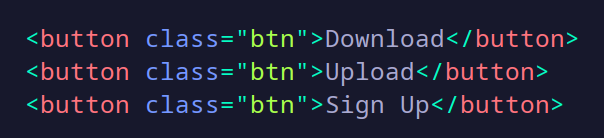 <button class="btn">Download</button>
<button class="btn">Upload</button>
<button class="btn">Sign Up</button>